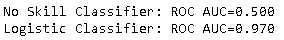 No Skill Classifier: ROC AUC=0.500
Logistic Classifier: ROC AUC=0.970